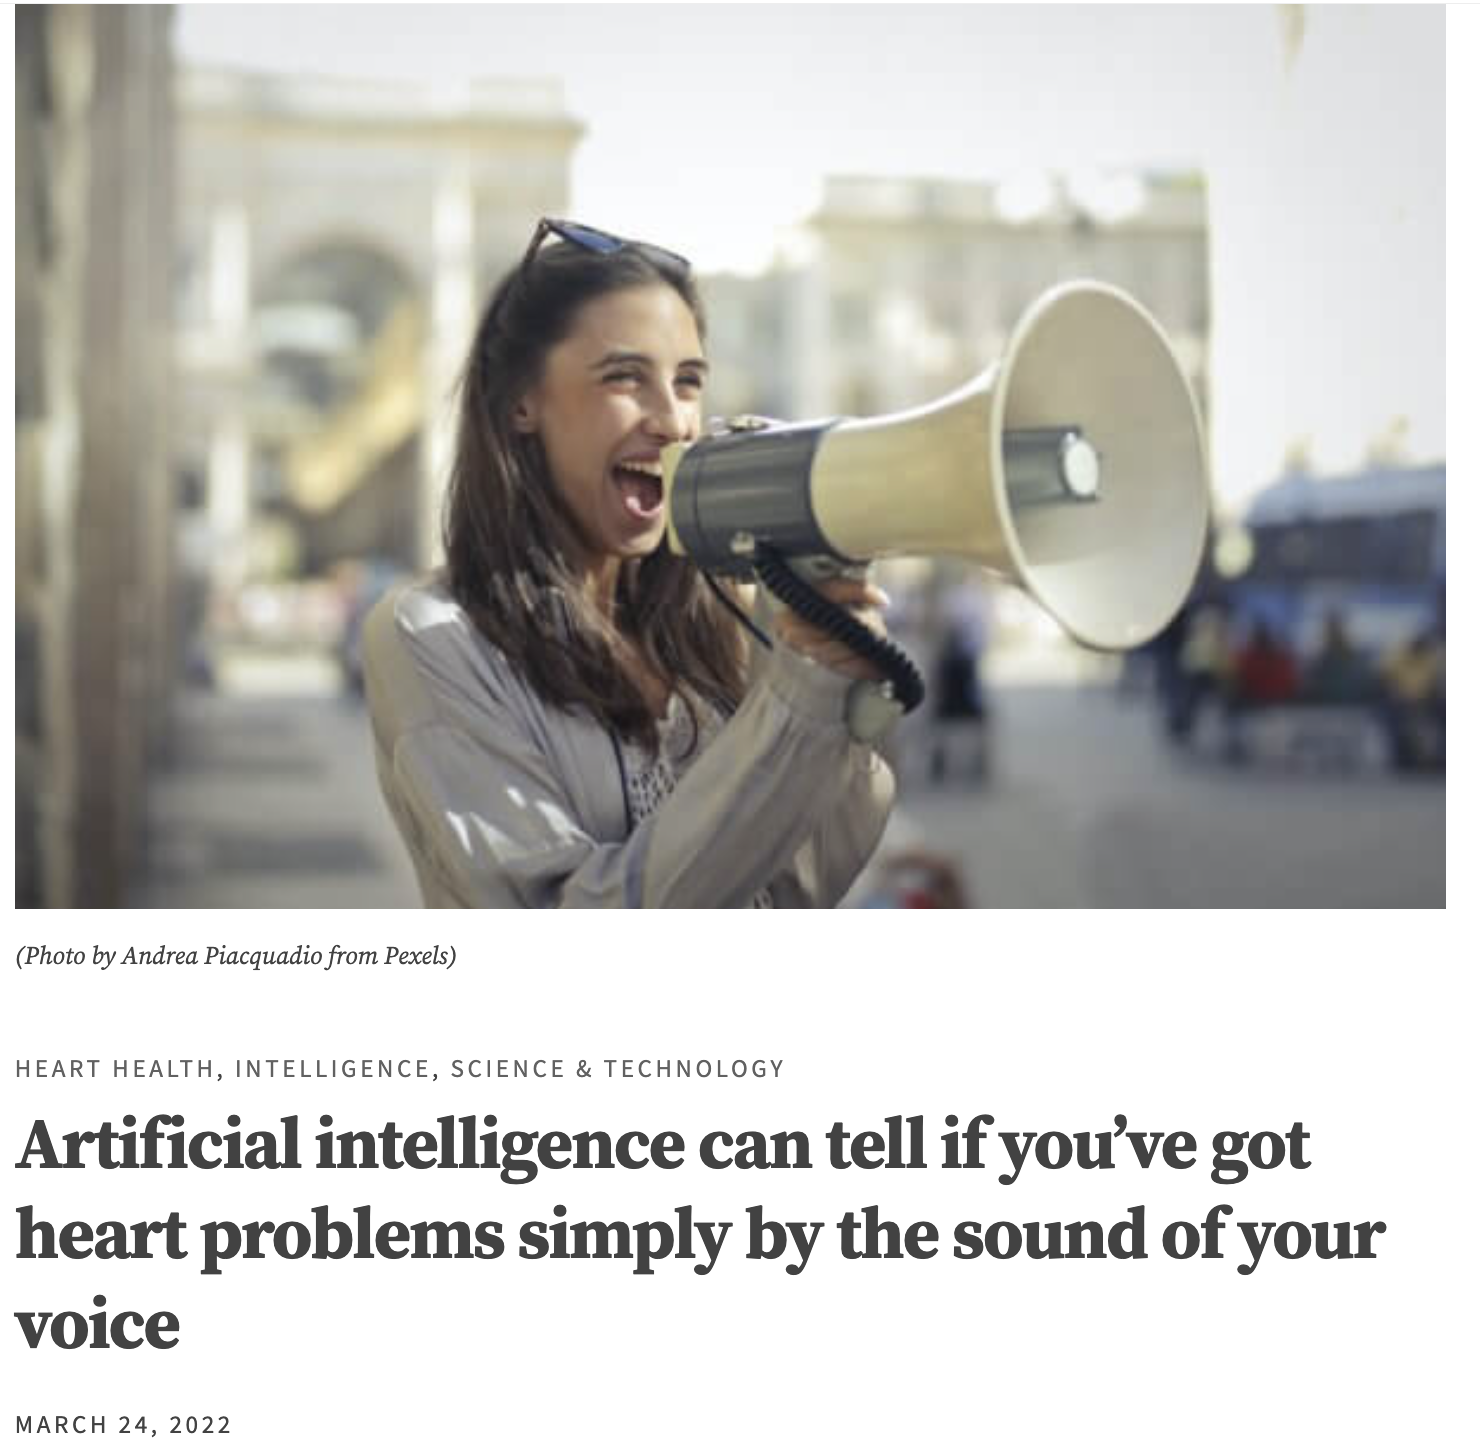 (Photo by Andrea Piacquadio from Pexels)
HEART HEALTH, INTELLIGENCE, SCIENCE & TECHNOLOGY
Artificial intelligence can tell if you’ve got
heart problems simply by the sound of your
voice
MARCH 24, 2022